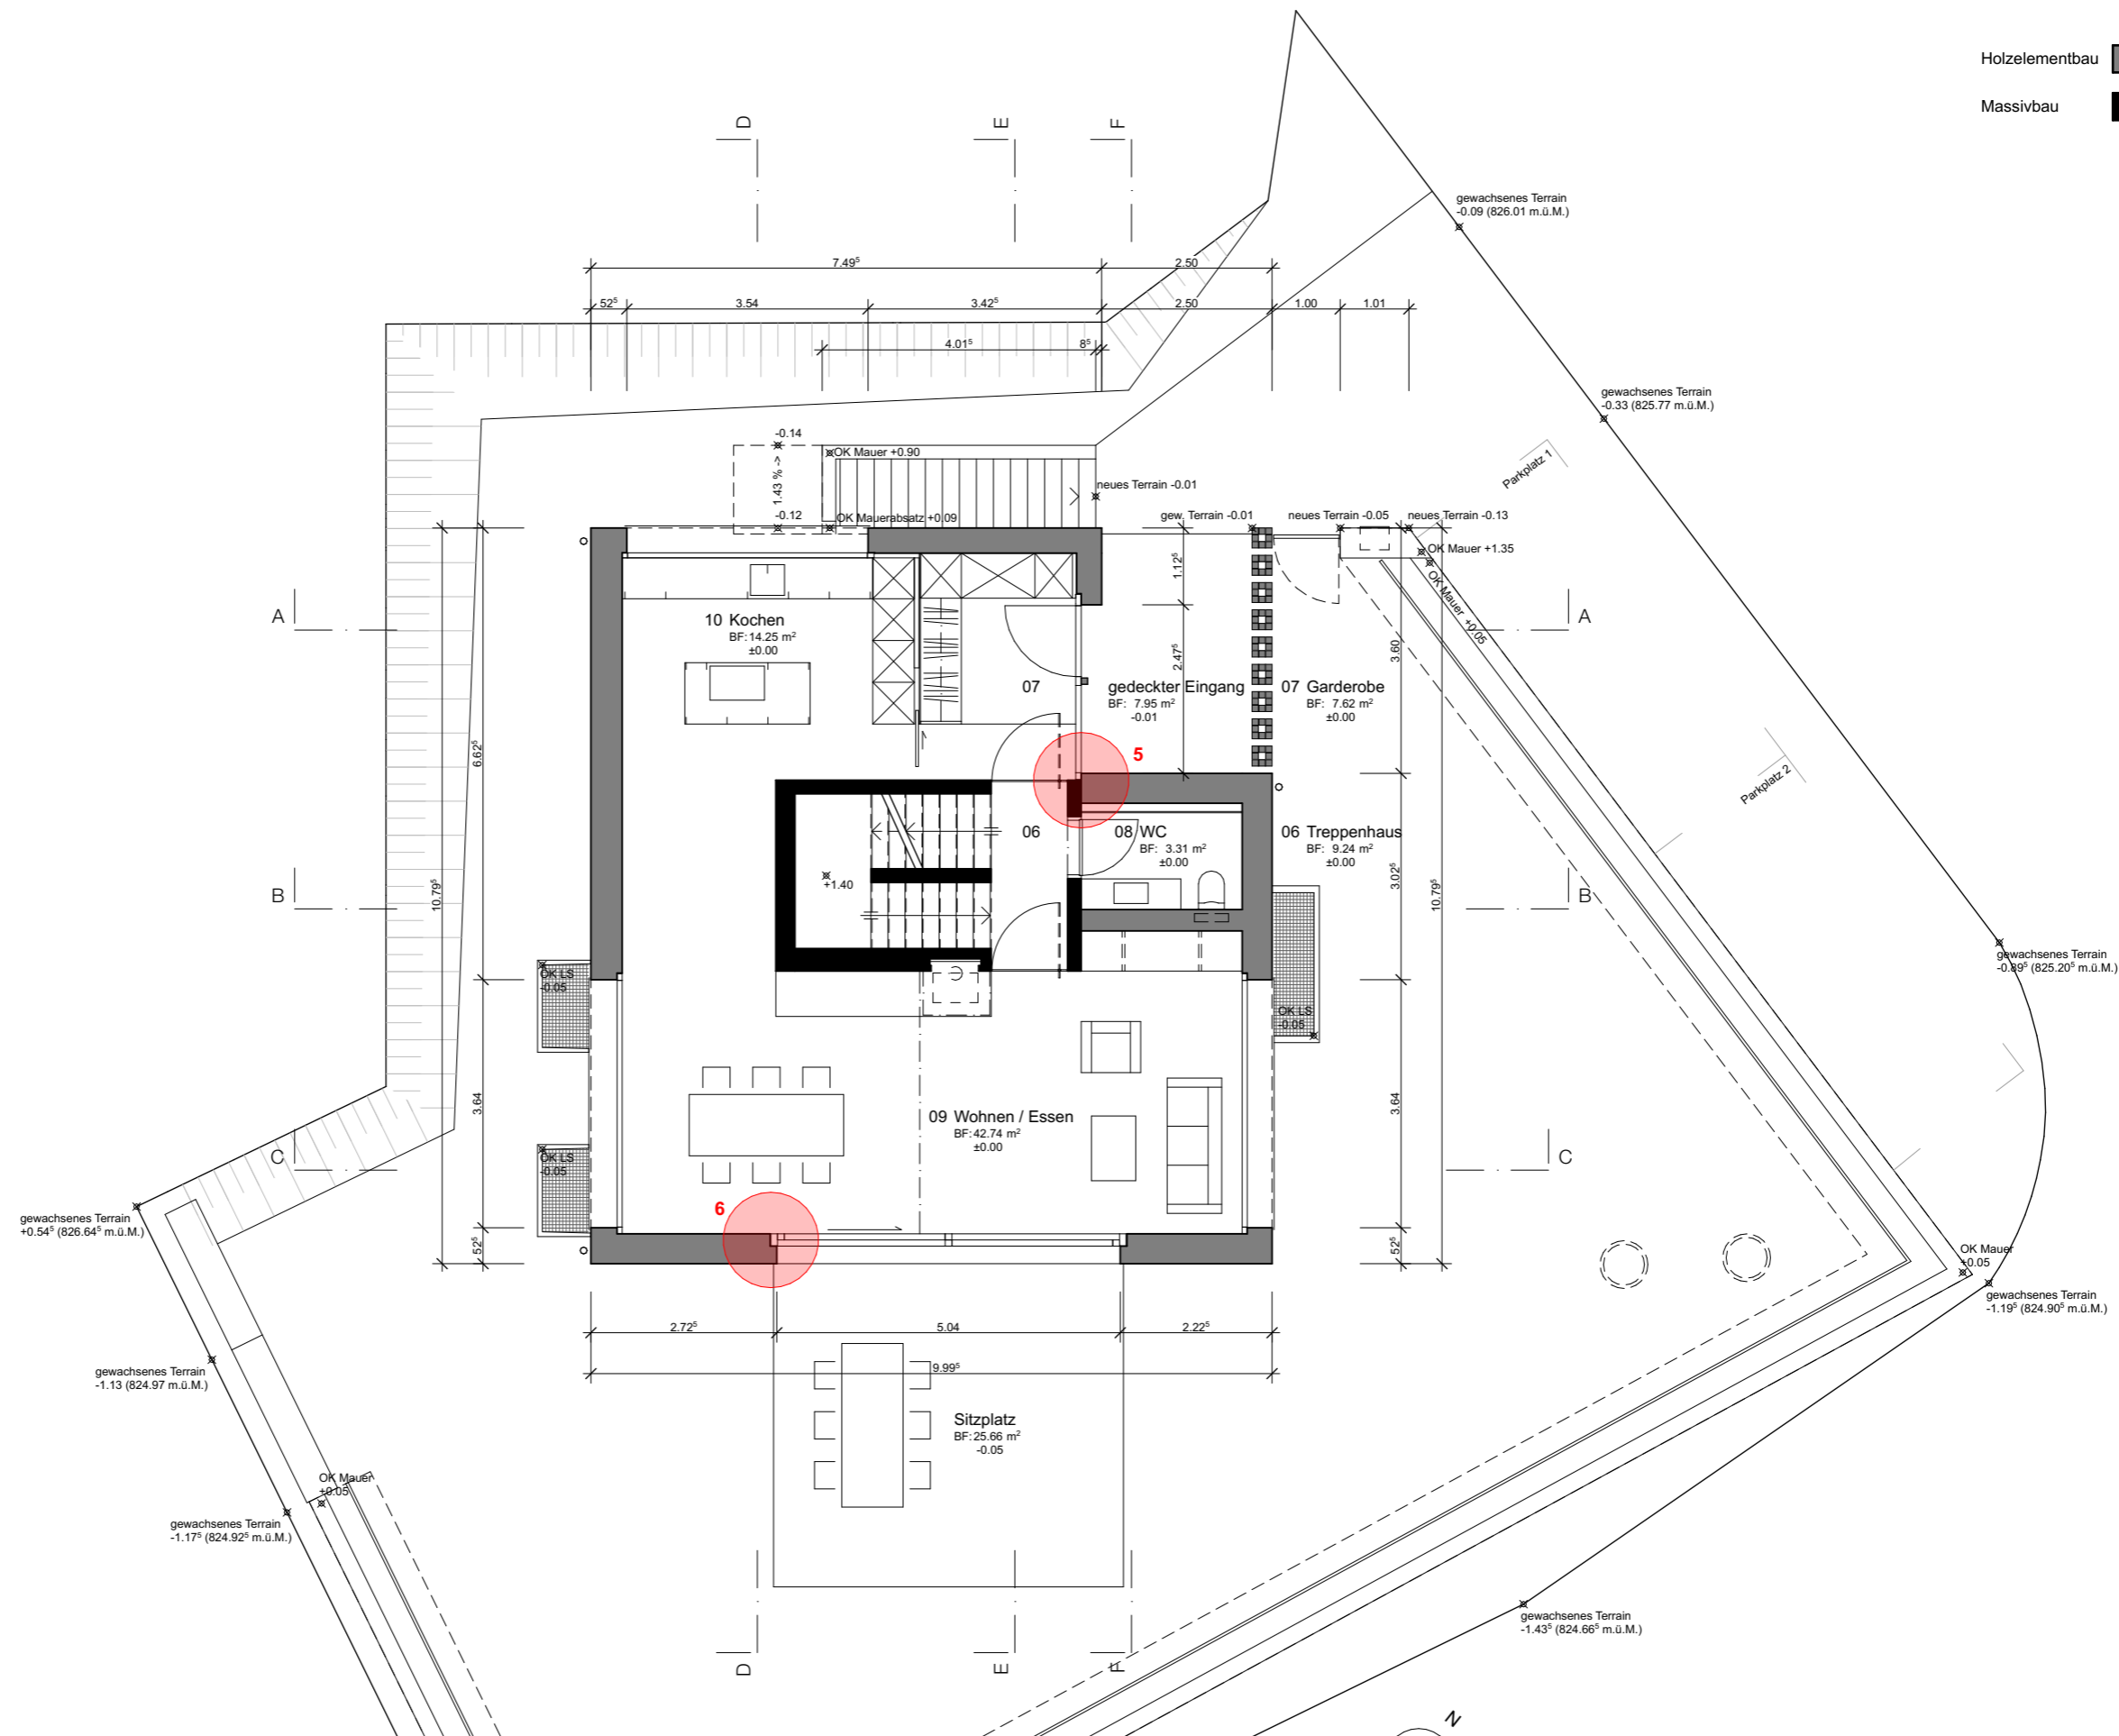 Holzelementbau
Massivbau
D
E
F
gewachsenes Terrain
-0.09 (826.01 m.ü.M.)
7.49⁵
2.50
52⁵
3.54
3.42⁵
2.50
1.00
1.01
4.01⁵
8⁵
gewachsenes Terrain
-0.33 (825.77 m.ü.M.)
Parkplatz 1
-0.14
OK Mauer +0.90
1.43 % ->
neues Terrain -0.01
-0.12
OK Mauerabsatz +0.09
gew. Terrain -0.01
neues Terrain -0.05
neues Terrain -0.13
OK Mauer +1.35
OK Mauer +0.05
1.12⁵
A
A
10 Kochen
BF: 14.25 m²
±0.00
2.47⁵
3.60
07
gedeckter Eingang
BF: 7.95 m²
-0.01
07 Garderobe
BF: 7.62 m²
±0.00
6.62⁵
5
Parkplatz 2
06
08 WC
BF: 3.31 m²
±0.00
06 Treppenhaus
BF: 9.24 m²
±0.00
+1.40
3.02⁵
B
B
10.79⁵
10.79⁵
gewachsenes Terrain
-0.89⁵ (825.20⁵ m.ü.M.)
OK LS
-0.05
OK LS
-0.05
3.64
3.64
09 Wohnen / Essen
BF: 42.74 m²
±0.00
C
C
OK LS
-0.05
6
gewachsenes Terrain
+0.54⁵ (826.64⁵ m.ü.M.)
52⁵
52⁵
OK Mauer
+0.05
gewachsenes Terrain
-1.19⁵ (824.90⁵ m.ü.M.)
2.72⁵
5.04
2.22⁵
9.99⁵
gewachsenes Terrain
-1.13 (824.97 m.ü.M.)
Sitzplatz
BF: 25.66 m²
-0.05
OK Mauer
+0.05
gewachsenes Terrain
-1.17⁵ (824.92⁵ m.ü.M.)
gewachsenes Terrain
-1.43⁵ (824.66⁵ m.ü.M.)
D
E
F
N